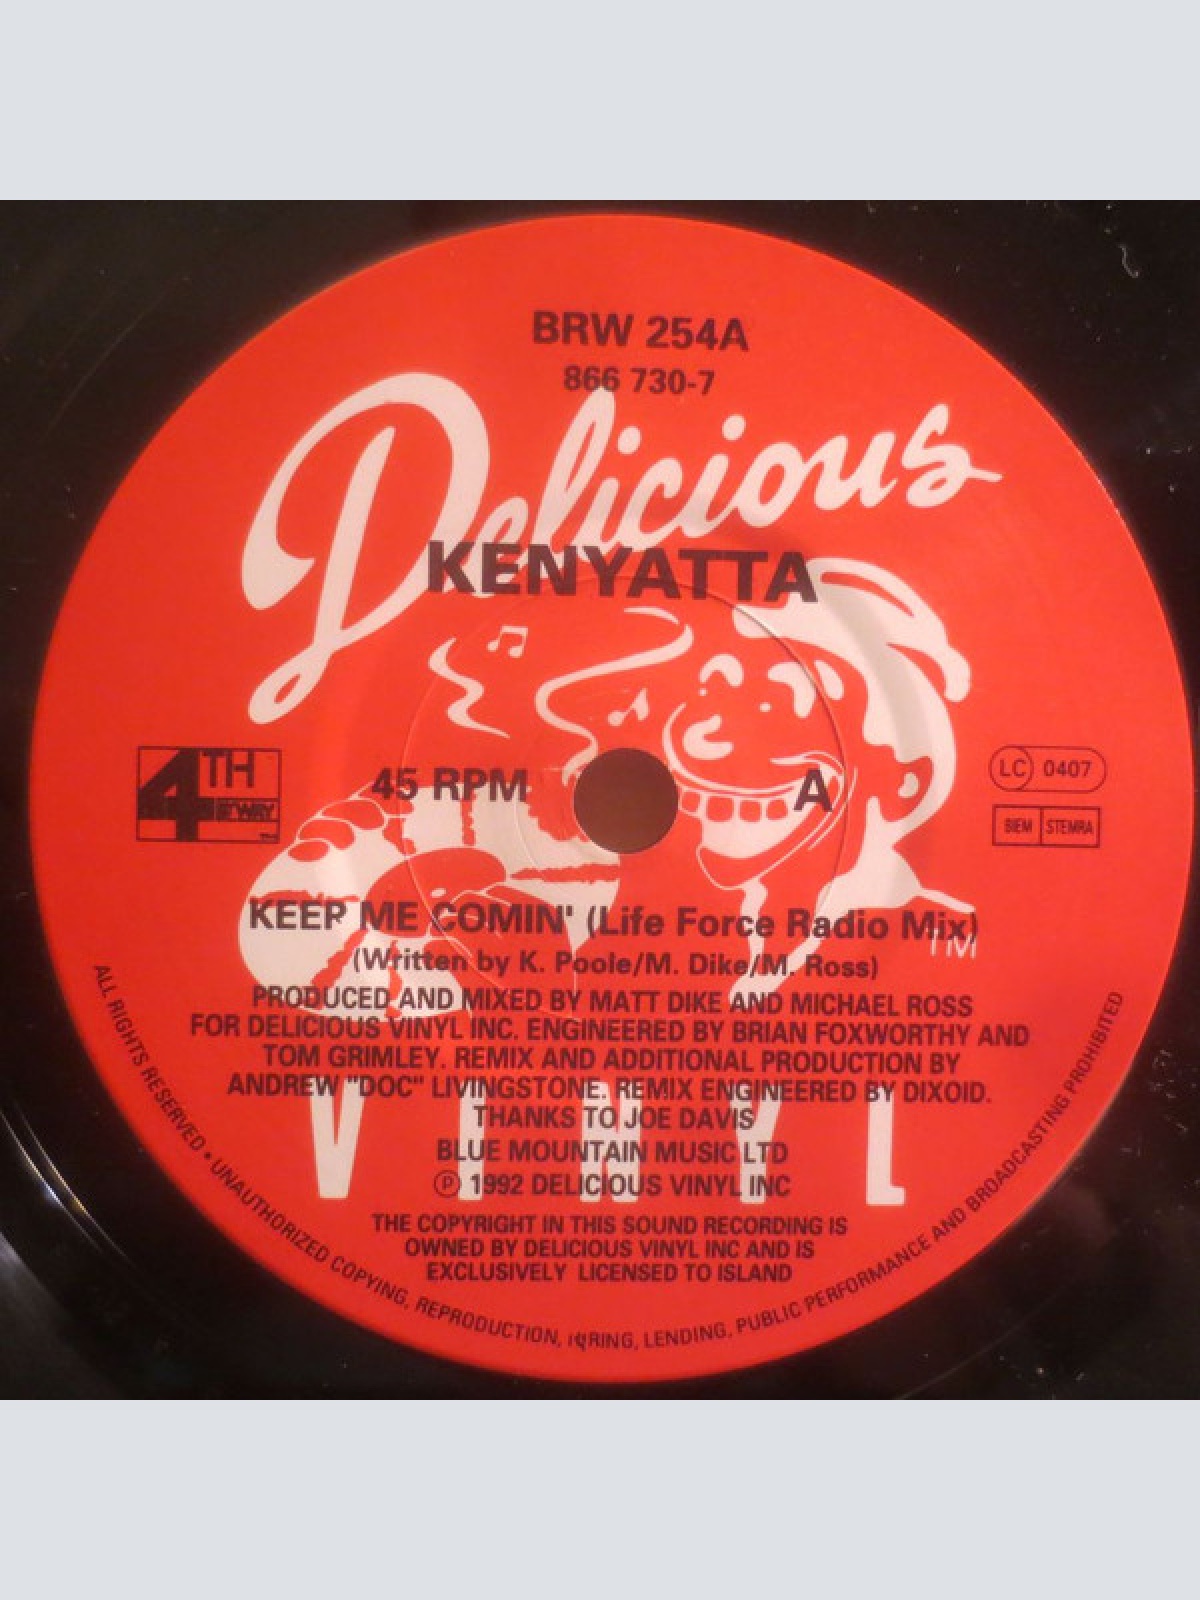 BRW 254A
866 730-7
Delicious
KENYATTA
4TH
B'WAY
45 RPM
A
LC 0407
BIEM STEMRA
KEEP ME COMIN' (Life Force Radio Mix)
TM
(Written by K. Poole/M. Dike/M. Ross)
PRODUCED AND MIXED BY MATT DIKE AND MICHAEL ROSS
FOR DELICIOUS VINYL INC. ENGINEERED BY BRIAN FOXWORTHY AND
TOM GRIMLEY. REMIX AND ADDITIONAL PRODUCTION BY
ANDREW "DOC" LIVINGSTONE. REMIX ENGINEERED BY DIXOID.
THANKS TO JOE DAVIS
VINYL
BLUE MOUNTAIN MUSIC LTD
℗ 1992 DELICIOUS VINYL INC
THE COPYRIGHT IN THIS SOUND RECORDING IS
OWNED BY DELICIOUS VINYL INC AND IS
EXCLUSIVELY LICENSED TO ISLAND
ALL RIGHTS RESERVED • UNAUTHORIZED COPYING, REPRODUCTION, HIRING, LENDING, PUBLIC PERFORMANCE AND BROADCASTING PROHIBITED